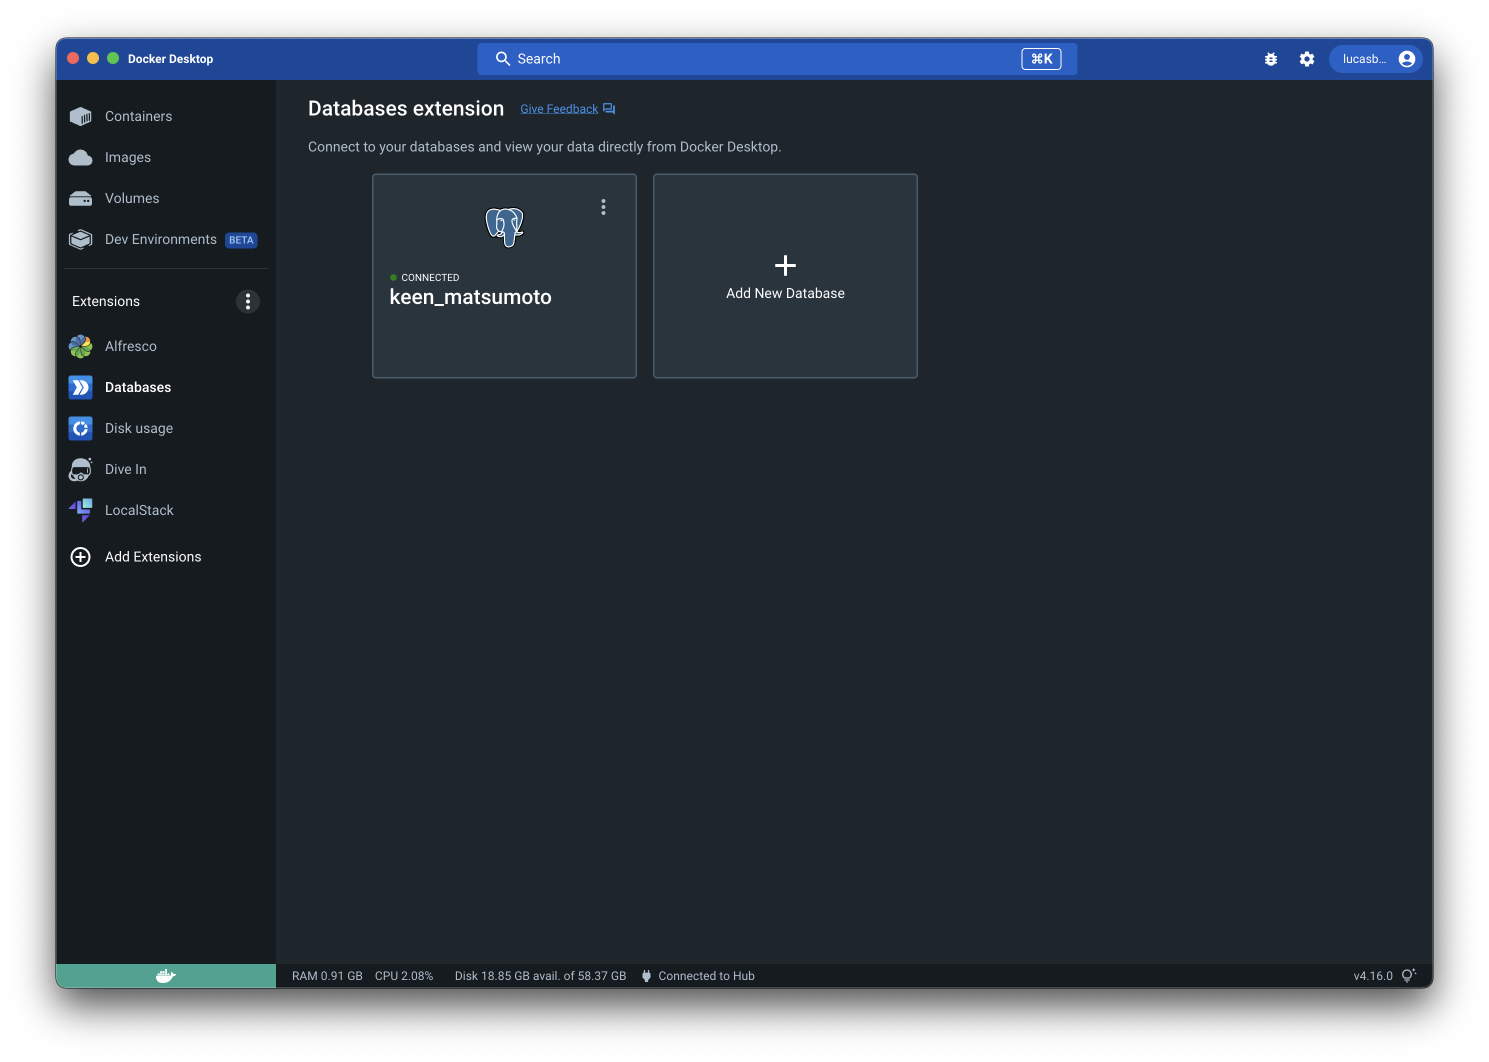 Docker Desktop
Search
⌘K
lucasb...
Containers
Images
Volumes
Dev Environments BETA
Extensions
Alfresco
Databases
Disk usage
Dive In
LocalStack
Add Extensions
Databases extension Give Feedback
Connect to your databases and view your data directly from Docker Desktop.
CONNECTED
keen_matsumoto
Add New Database
RAM 0.91 GB CPU 2.08% Disk 18.85 GB avail. of 58.37 GB Connected to Hub
v4.16.0